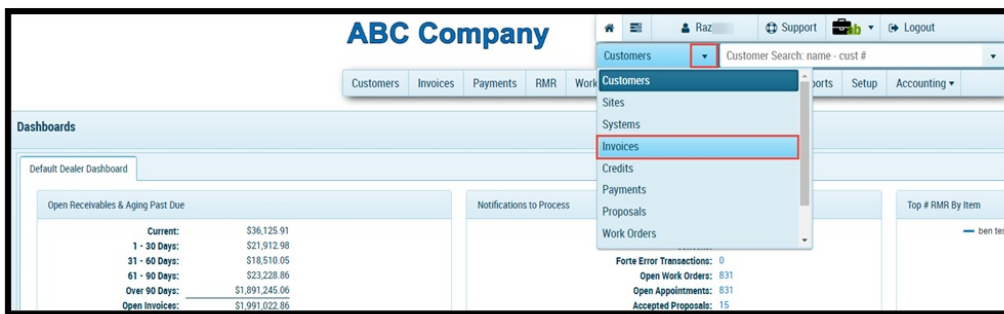 ABC Company
Raz
Support
ab
Logout
Customers
Customer Search: name - cust #
Customers
Invoices
Payments
RMR
Work
ports
Setup
Accounting
Customers
Sites
Systems
Invoices
Credits
Payments
Proposals
Work Orders
Dashboards
Default Dealer Dashboard
Open Receivables & Aging Past Due
Current: $36,125.91
1 - 30 Days: $21,912.98
31 - 60 Days: $18,510.05
61 - 90 Days: $23,228.86
Over 90 Days: $1,891,245.06
Open Invoices: $1,991,022.86
Notifications to Process
Forte Error Transactions: 0
Open Work Orders: 831
Open Appointments: 831
Accepted Proposals: 15
Top # RMR By Item
ben tes